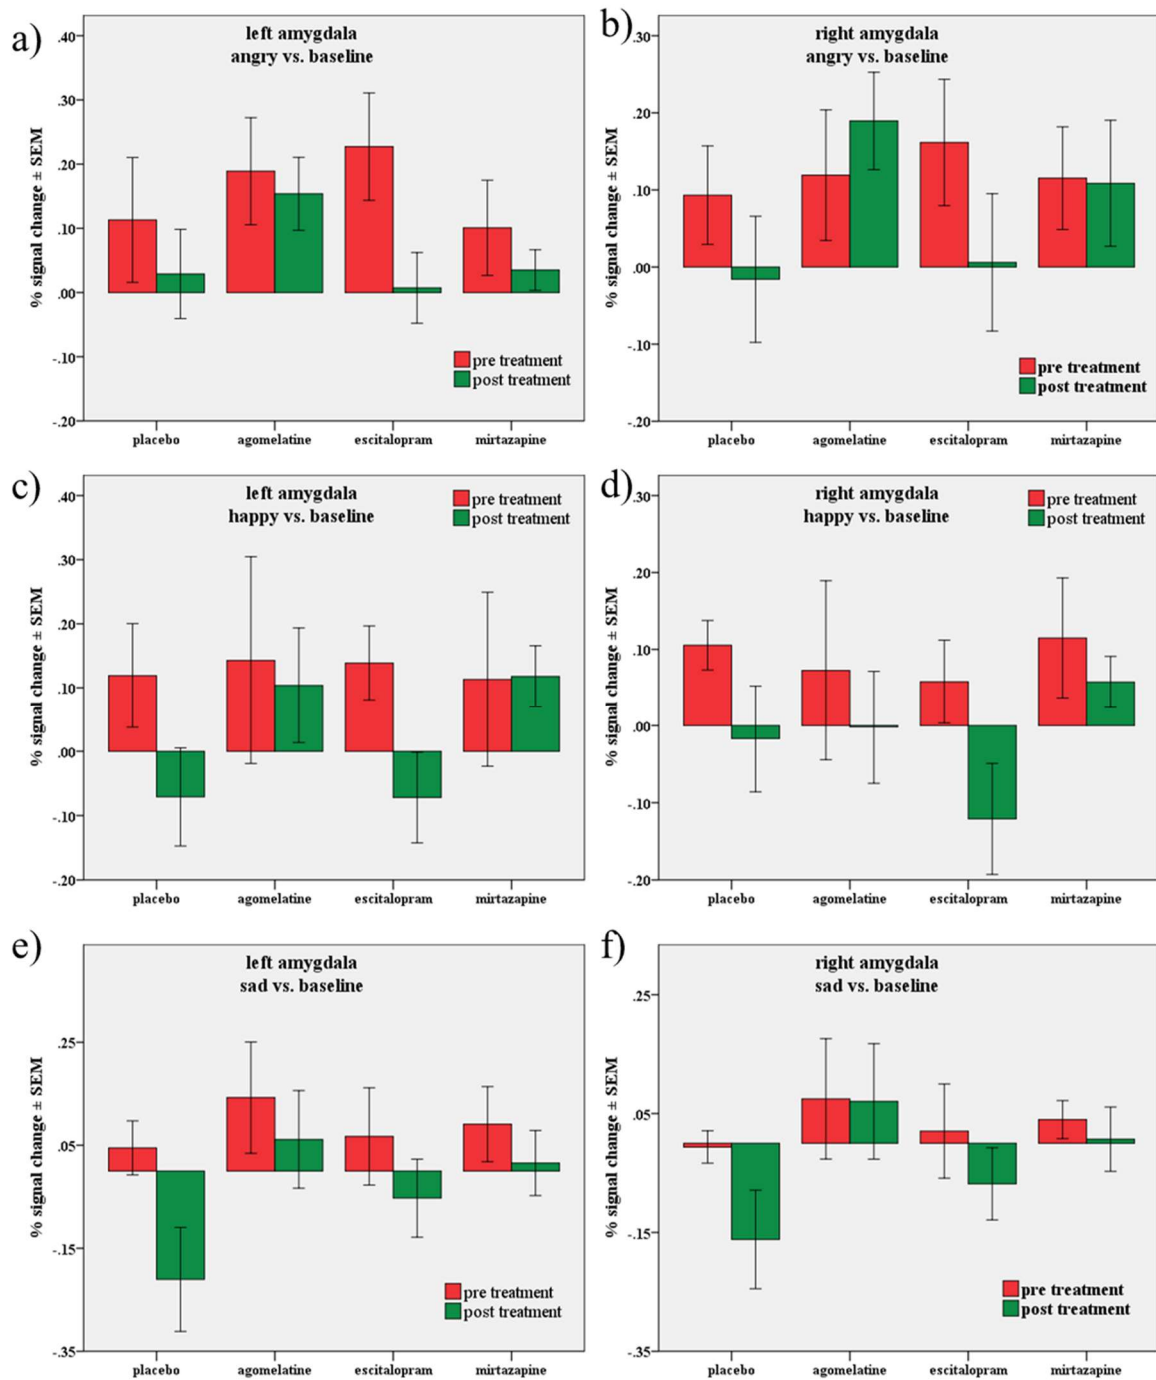 a)
left amygdala
angry vs. baseline
% signal change ± SEM
.40
.30
.20
.10
.00
-.10
-.20
pre treatment
post treatment
placebo agomelatine escitalopram mirtazapine
b)
right amygdala
angry vs. baseline
% signal change ± SEM
.30
.20
.10
.00
-.10
-.20
pre treatment
post treatment
placebo agomelatine escitalopram mirtazapine
c)
left amygdala
happy vs. baseline
pre treatment
post treatment
% signal change ± SEM
.40
.30
.20
.10
.00
-.10
-.20
placebo agomelatine escitalopram mirtazapine
d)
right amygdala
happy vs. baseline
pre treatment
post treatment
% signal change ± SEM
.30
.20
.10
.00
-.10
-.20
placebo agomelatine escitalopram mirtazapine
e)
left amygdala
sad vs. baseline
% signal change ± SEM
.25
.05
-.15
-.35
pre treatment
post treatment
placebo agomelatine escitalopram mirtazapine
f)
right amygdala
sad vs. baseline
% signal change ± SEM
.25
.05
-.15
-.35
pre treatment
post treatment
placebo agomelatine escitalopram mirtazapine